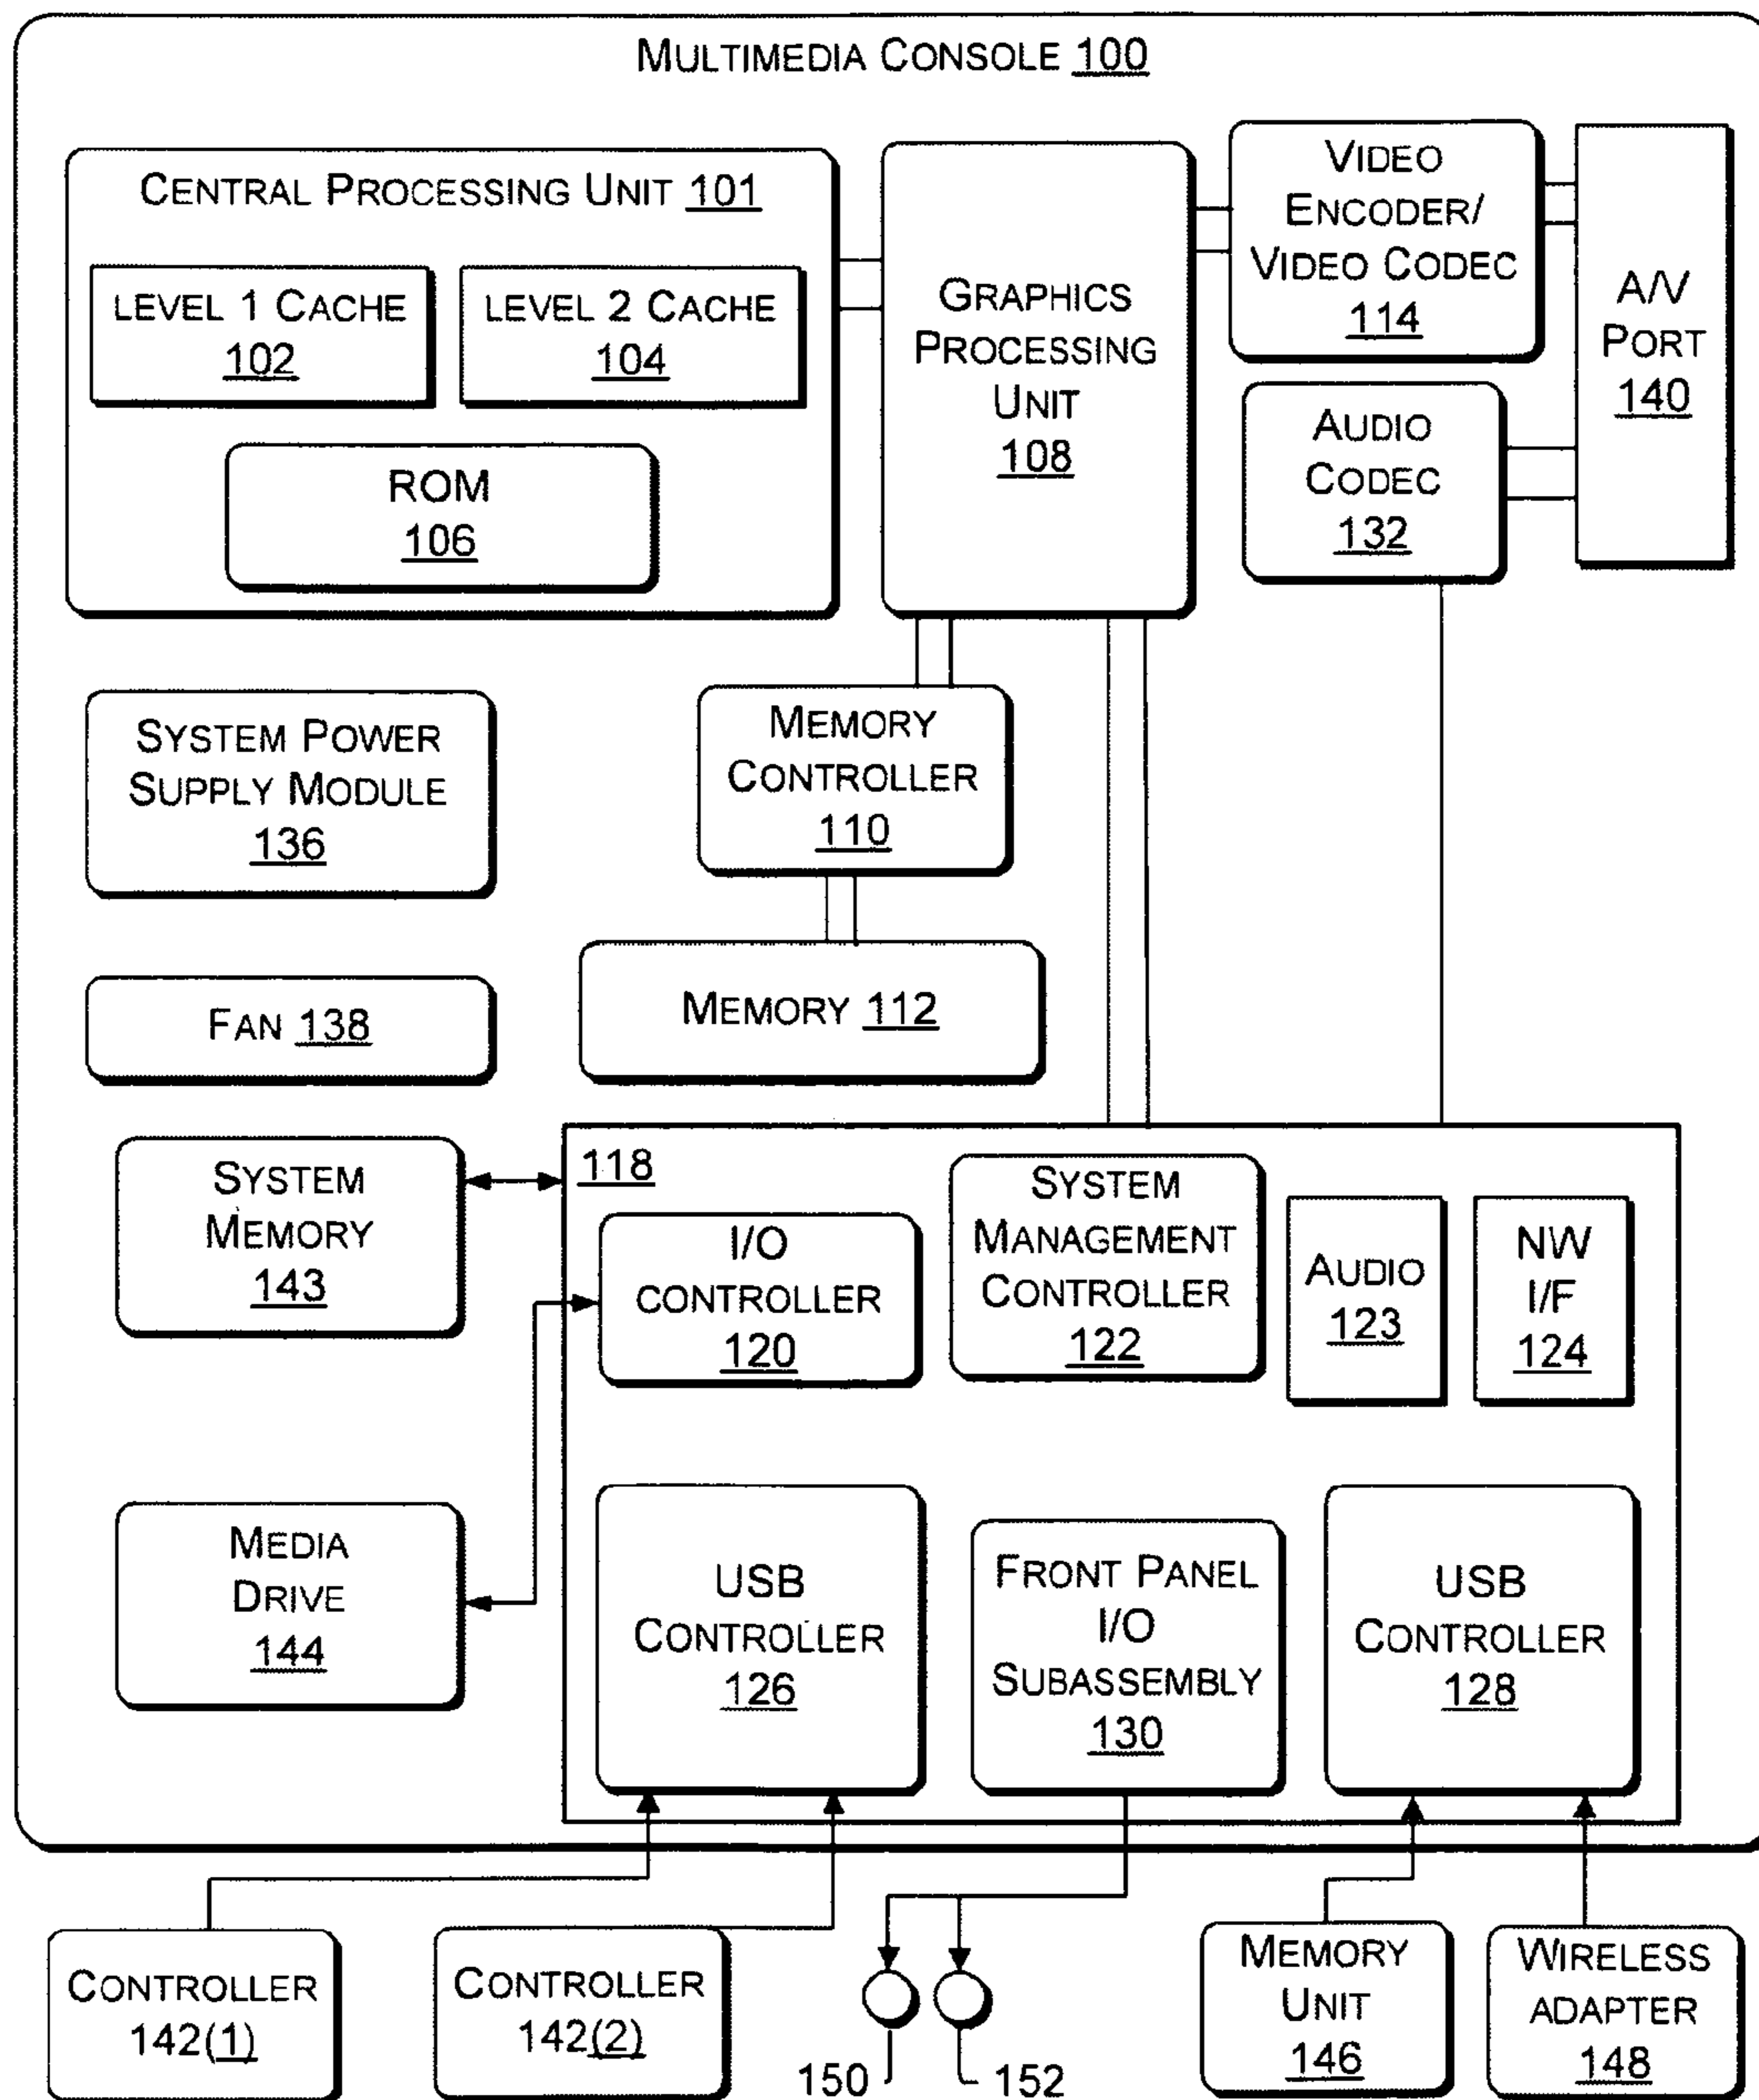 MULTIMEDIA CONSOLE 100
CENTRAL PROCESSING UNIT 101
LEVEL 1 CACHE
102
LEVEL 2 CACHE
104
ROM
106
GRAPHICS
PROCESSING
UNIT
108
VIDEO
ENCODER/
VIDEO CODEC
114
A/V
PORT
140
AUDIO
CODEC
132
SYSTEM POWER
SUPPLY MODULE
136
MEMORY
CONTROLLER
110
FAN 138
MEMORY 112
SYSTEM
MEMORY
143
118
I/O
CONTROLLER
120
SYSTEM
MANAGEMENT
CONTROLLER
122
AUDIO
123
NW
I/F
124
MEDIA
DRIVE
144
USB
CONTROLLER
126
FRONT PANEL
I/O
SUBASSEMBLY
130
USB
CONTROLLER
128
CONTROLLER
142(1)
CONTROLLER
142(2)
150
152
MEMORY
UNIT
146
WIRELESS
ADAPTER
148